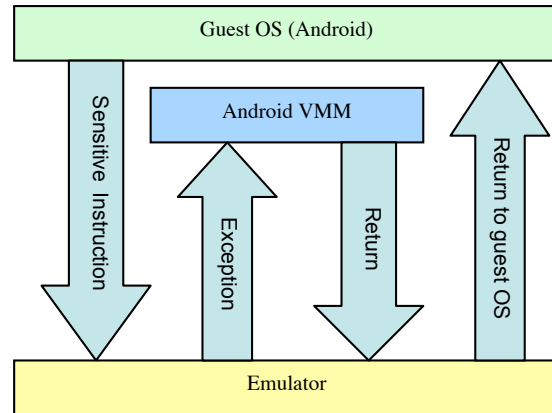 Guest OS (Android)
Android VMM
Sensitive Instruction
Exception
Return
Return to guest OS
Emulator